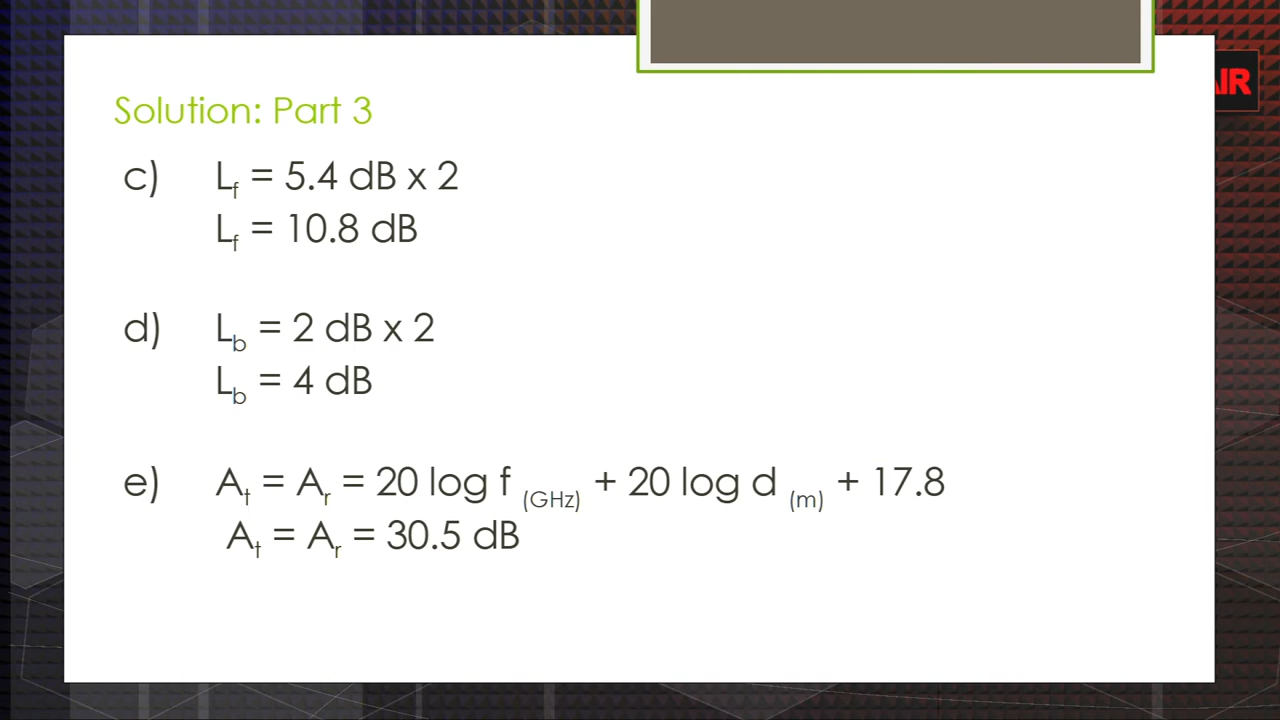 Solution: Part 3
c) Lf = 5.4 dB x 2
Lf = 10.8 dB
d) Lb = 2 dB x 2
Lb = 4 dB
e) At = Ar = 20 log f (GHz) + 20 log d (m) + 17.8
At = Ar = 30.5 dB